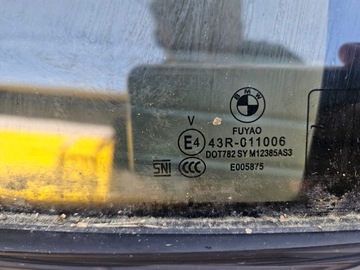 BMW
FUYAO
V
E4 43R-011006
DOT782 SY M12385AS3
SNI CCC E005875